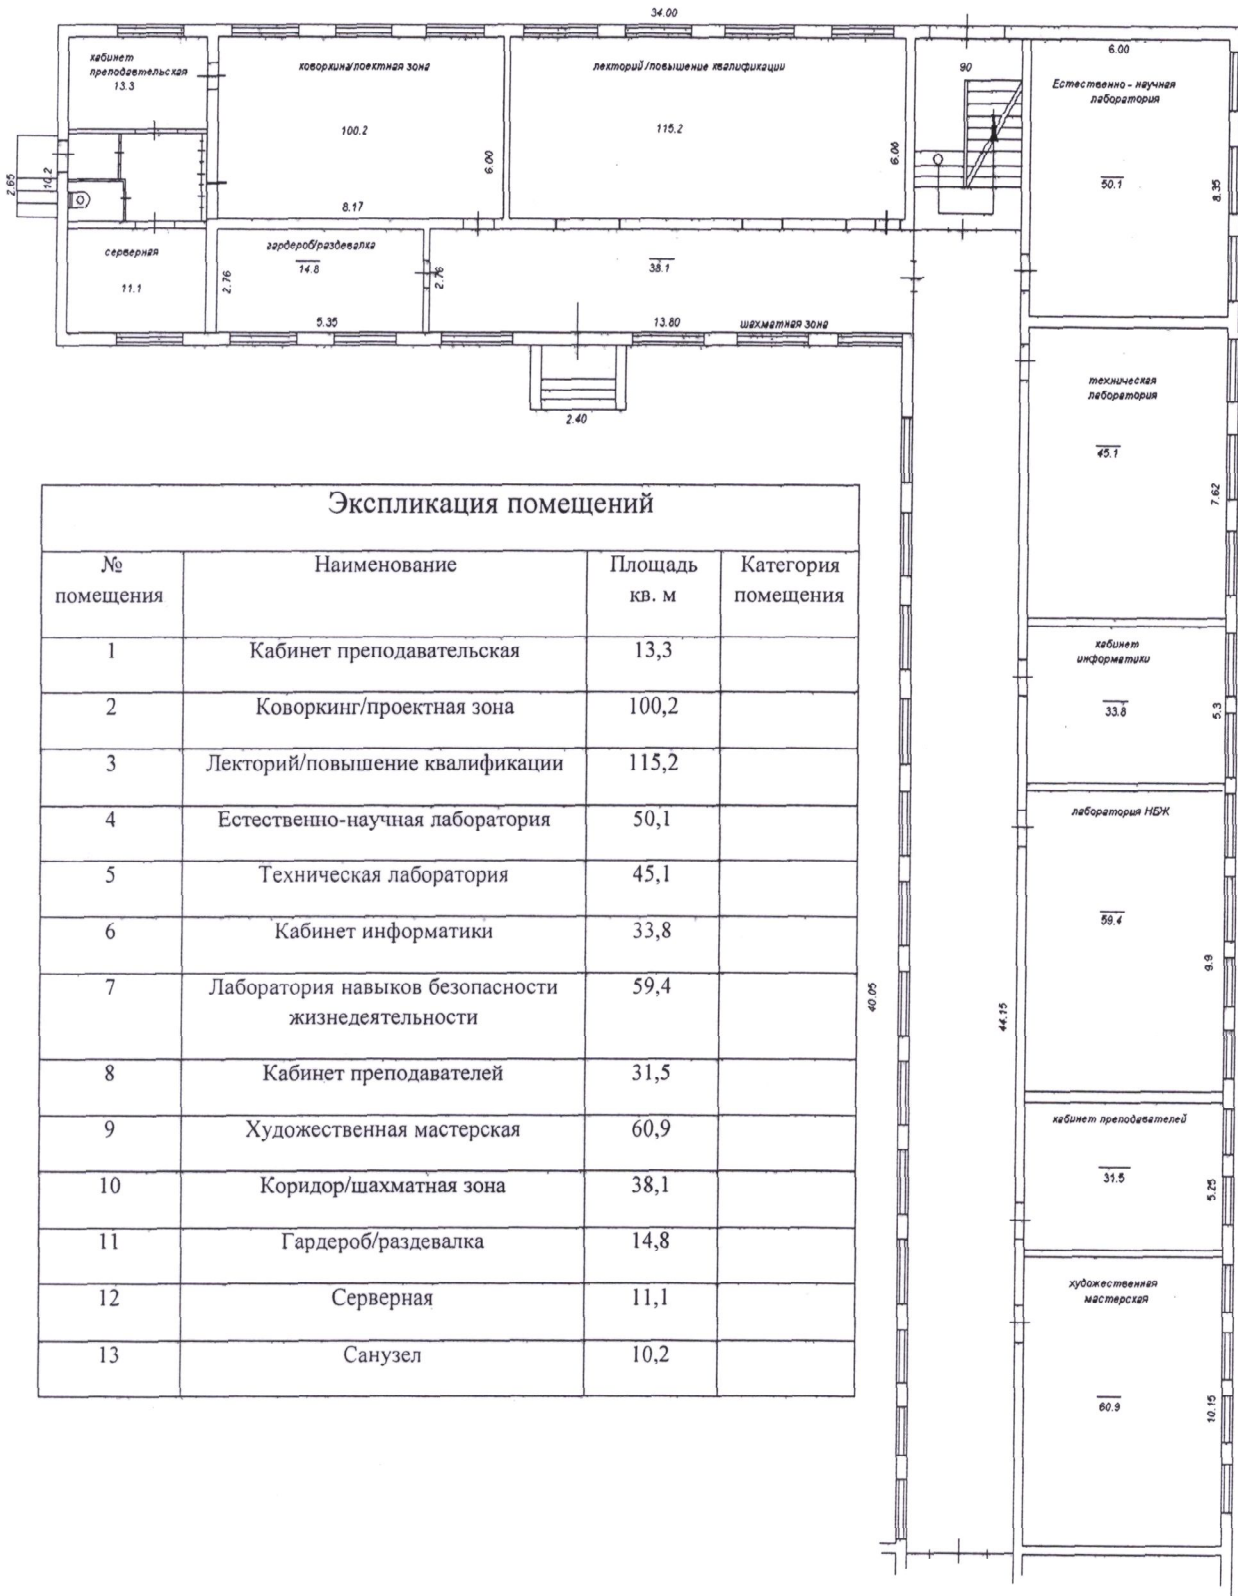 34.00
кабинет
преподавательская
13.3
коворкинг/поектная зона
100.2
6.00
8.17
лекторий/повышение квалификации
115.2
6.00
90
6.00
Естественно - научная
лаборатория
50.1
8.35
2.65
10.2
серверная
11.1
гардероб/раздевалка
14.8
2.76
5.35
2.76
38.1
13.80
шахматная зона
2.40
техническая
лаборатория
45.1
7.62
кабинет
информатики
33.8
5.3
лаборатория НБЖ
59.4
9.9
40.05
44.15
кабинет преподавателей
31.5
5.25
художественная
мастерская
60.9
10.15
Экспликация помещений
№ помещения Наименование Площадь кв. м Категория помещения
1 Кабинет преподавательская 13,3
2 Коворкинг/проектная зона 100,2
3 Лекторий/повышение квалификации 115,2
4 Естественно-научная лаборатория 50,1
5 Техническая лаборатория 45,1
6 Кабинет информатики 33,8
7 Лаборатория навыков безопасности жизнедеятельности 59,4
8 Кабинет преподавателей 31,5
9 Художественная мастерская 60,9
10 Коридор/шахматная зона 38,1
11 Гардероб/раздевалка 14,8
12 Серверная 11,1
13 Санузел 10,2